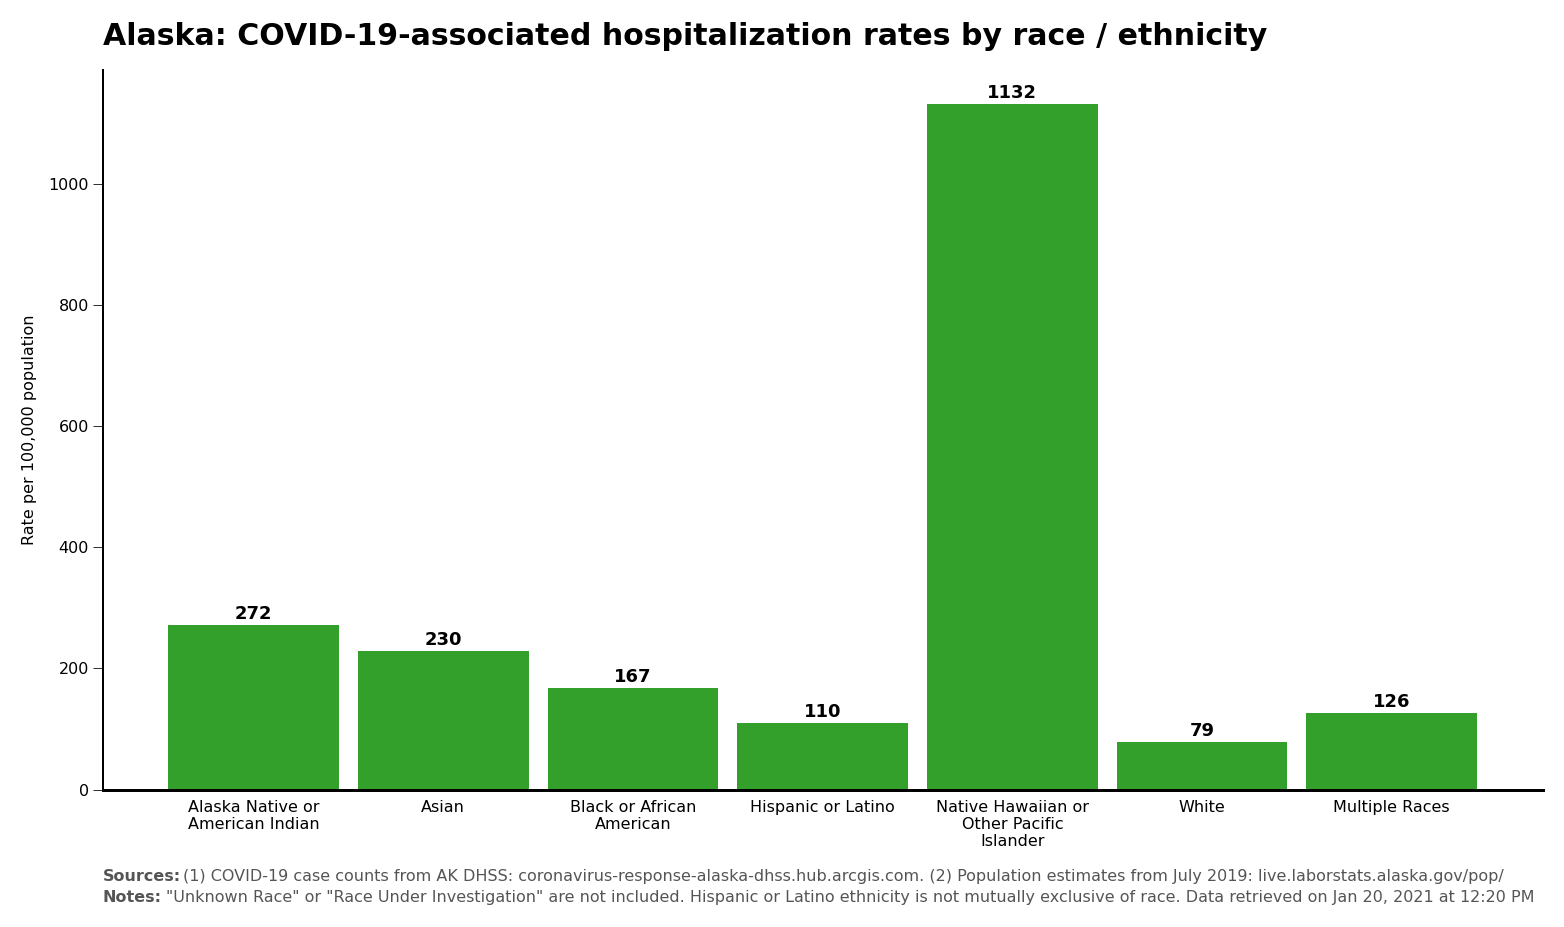 Alaska: COVID-19-associated hospitalization rates by race / ethnicity
Rate per 100,000 population
1000
800
600
400
200
0
272
230
167
110
1132
79
126
Alaska Native or
American Indian
Asian
Black or African
American
Hispanic or Latino
Native Hawaiian or
Other Pacific
Islander
White
Multiple Races
Sources: (1) COVID-19 case counts from AK DHSS: coronavirus-response-alaska-dhss.hub.arcgis.com. (2) Population estimates from July 2019: live.laborstats.alaska.gov/pop/
Notes: "Unknown Race" or "Race Under Investigation" are not included. Hispanic or Latino ethnicity is not mutually exclusive of race. Data retrieved on Jan 20, 2021 at 12:20 PM